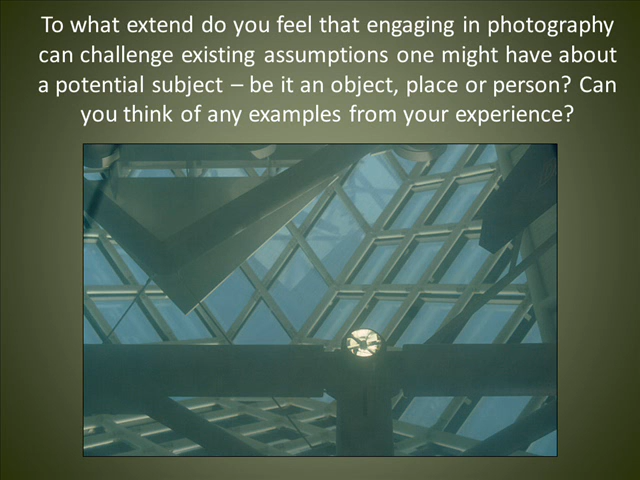 To what extend do you feel that engaging in photography
can challenge existing assumptions one might have about
a potential subject – be it an object, place or person? Can
you think of any examples from your experience?